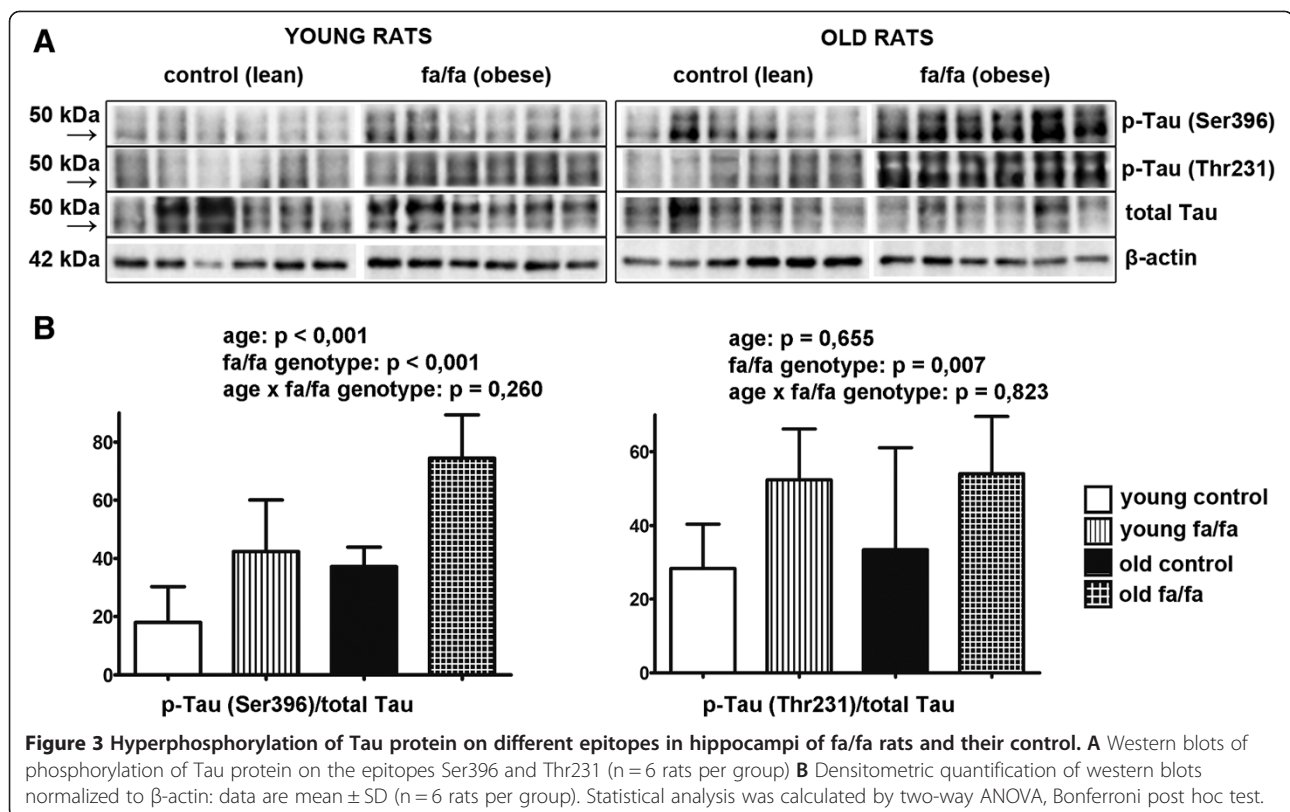 A
YOUNG RATS
OLD RATS
control (lean)
fa/fa (obese)
control (lean)
fa/fa (obese)
50 kDa
→
p-Tau (Ser396)
50 kDa
→
p-Tau (Thr231)
50 kDa
→
total Tau
42 kDa
β-actin
B
age: p < 0,001
fa/fa genotype: p < 0,001
age x fa/fa genotype: p = 0,260
80
60
40
20
0
p-Tau (Ser396)/total Tau
age: p = 0,655
fa/fa genotype: p = 0,007
age x fa/fa genotype: p = 0,823
60
40
20
0
p-Tau (Thr231)/total Tau
young control
young fa/fa
old control
old fa/fa
Figure 3 Hyperphosphorylation of Tau protein on different epitopes in hippocampi of fa/fa rats and their control. A Western blots of
phosphorylation of Tau protein on the epitopes Ser396 and Thr231 (n = 6 rats per group) B Densitometric quantification of western blots
normalized to β-actin: data are mean ± SD (n = 6 rats per group). Statistical analysis was calculated by two-way ANOVA, Bonferroni post hoc test.